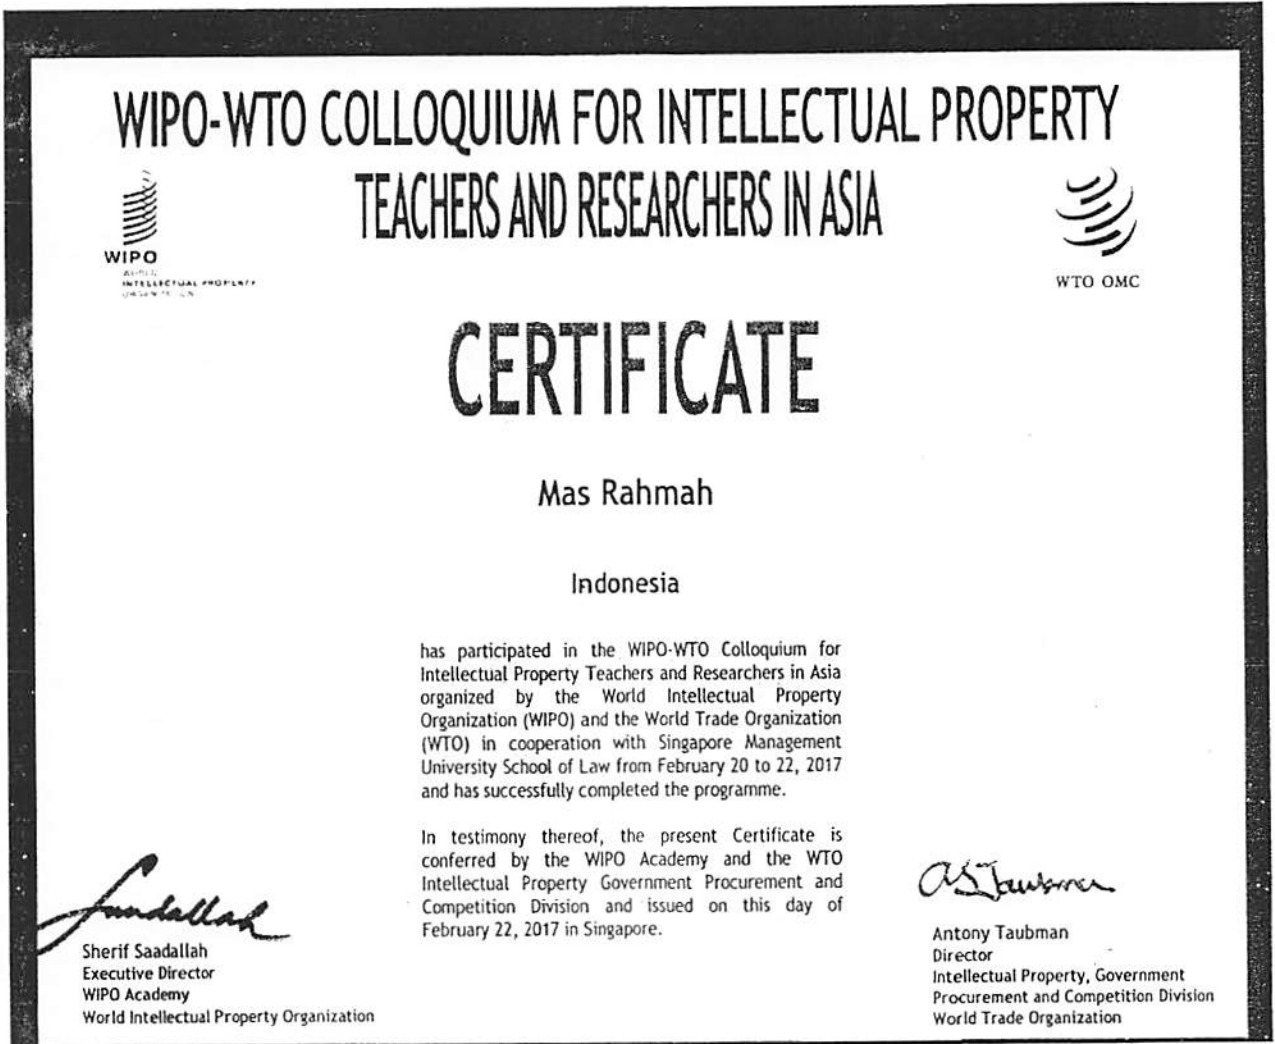 WIPO-WTO COLLOQUIUM FOR INTELLECTUAL PROPERTY
TEACHERS AND RESEARCHERS IN ASIA
WIPO
WORLD
INTELLECTUAL PROPERTY
ORGANIZATION
WTO OMC
CERTIFICATE
Mas Rahmah
Indonesia
has participated in the WIPO-WTO Colloquium for
Intellectual Property Teachers and Researchers in Asia
organized by the World Intellectual Property
Organization (WIPO) and the World Trade Organization
(WTO) in cooperation with Singapore Management
University School of Law from February 20 to 22, 2017
and has successfully completed the programme.
In testimony thereof, the present Certificate is
conferred by the WIPO Academy and the WTO
Intellectual Property Government Procurement and
Competition Division and issued on this day of
February 22, 2017 in Singapore.
Sherif Saadallah
Executive Director
WIPO Academy
World Intellectual Property Organization
Antony Taubman
Director
Intellectual Property, Government
Procurement and Competition Division
World Trade Organization